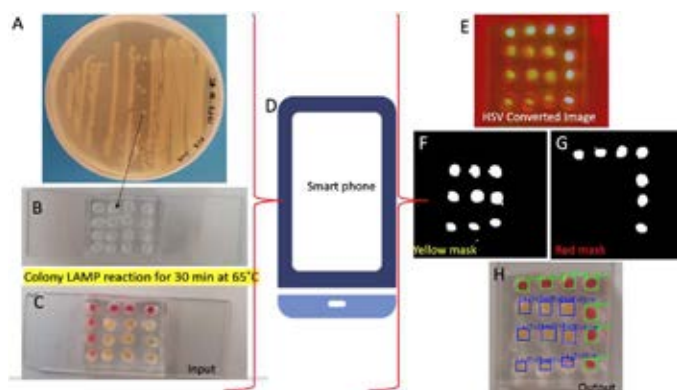 A
B
Colony LAMP reaction for 30 min at 65°C
C
Input
D
Smart phone
E
HSV Converted Image
F
Yellow mask
G
Red mask
H
Output